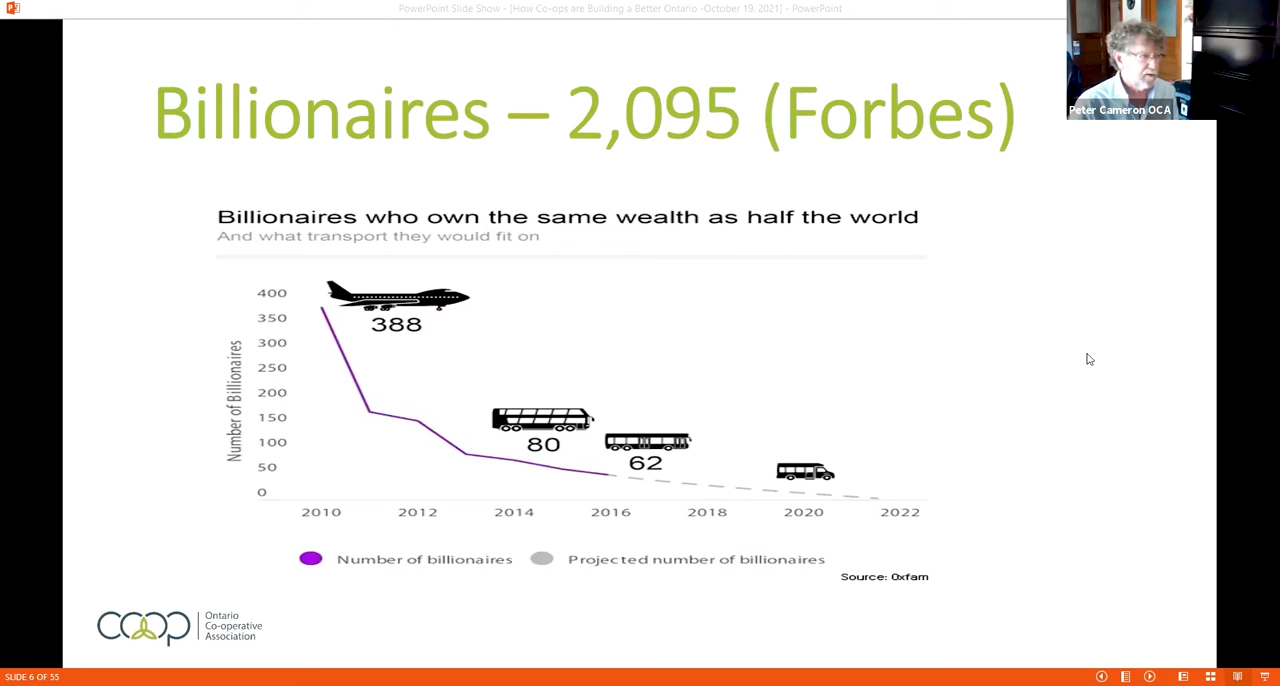 PowerPoint Slide Show - [How Co-ops are Building a Better Ontario -October 19, 2021] - PowerPoint
Peter Cameron OCA
Billionaires – 2,095 (Forbes)
Billionaires who own the same wealth as half the world
And what transport they would fit on
Number of Billionaires
400
350
300
250
200
150
100
50
0
388
80
62
2010 2012 2014 2016 2018 2020 2022
Number of billionaires Projected number of billionaires
Source: Oxfam
COOP
Ontario
Co-operative
Association
SLIDE 6 OF 55